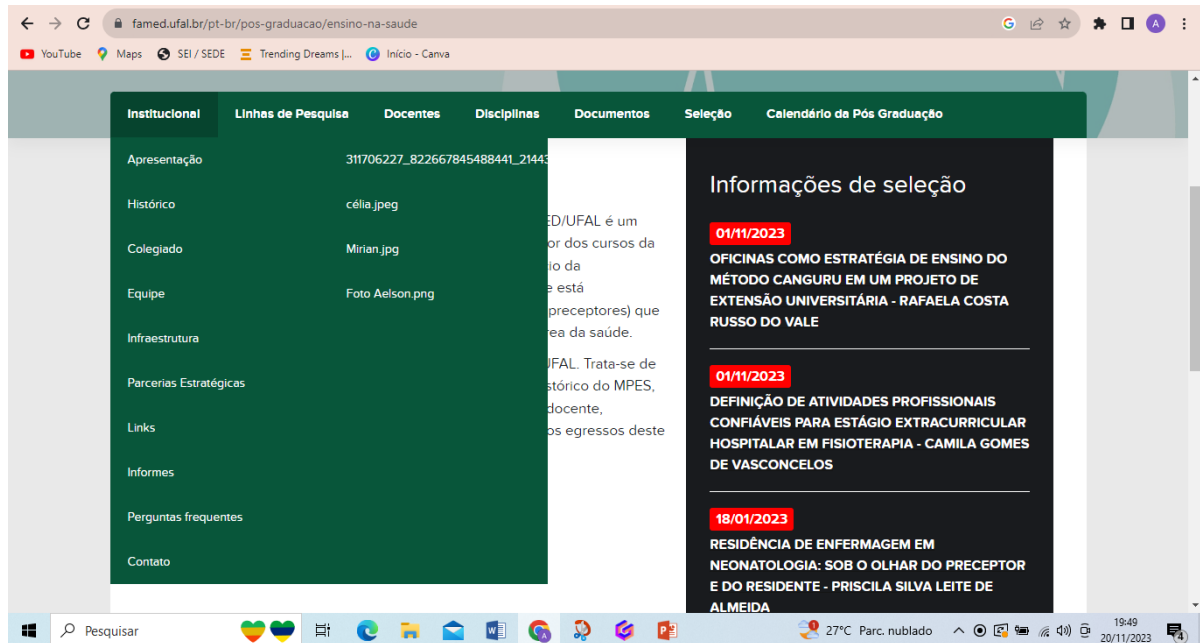 famed.ufal.br/pt-br/pos-graduacao/ensino-na-saude
YouTube Maps SEI / SEDE Trending Dreams |... Início - Canva
Institucional Linhas de Pesquisa Docentes Disciplinas Documentos Seleção Calendário da Pós Graduação
Apresentação
Histórico
Colegiado
Equipe
Infraestrutura
Parcerias Estratégicas
Links
Informes
Perguntas frequentes
Contato
311706227_822667845488441_21443
célia.jpeg
Mirian.jpg
Foto Aelson.png
ED/UFAL é um
or dos cursos da
io da
e está
preceptores) que
ea da saúde.
UFAL. Trata-se de
stórico do MPES,
docente,
os egressos deste
Informações de seleção
01/11/2023
OFICINAS COMO ESTRATÉGIA DE ENSINO DO
MÉTODO CANGURU EM UM PROJETO DE
EXTENSÃO UNIVERSITÁRIA - RAFAELA COSTA
RUSSO DO VALE
01/11/2023
DEFINIÇÃO DE ATIVIDADES PROFISSIONAIS
CONFIÁVEIS PARA ESTÁGIO EXTRACURRICULAR
HOSPITALAR EM FISIOTERAPIA - CAMILA GOMES
DE VASCONCELOS
18/01/2023
RESIDÊNCIA DE ENFERMAGEM EM
NEONATOLOGIA: SOB O OLHAR DO PRECEPTOR
E DO RESIDENTE - PRISCILA SILVA LEITE DE
ALMEIDA
Pesquisar
27°C Parc. nublado
19:49
20/11/2023